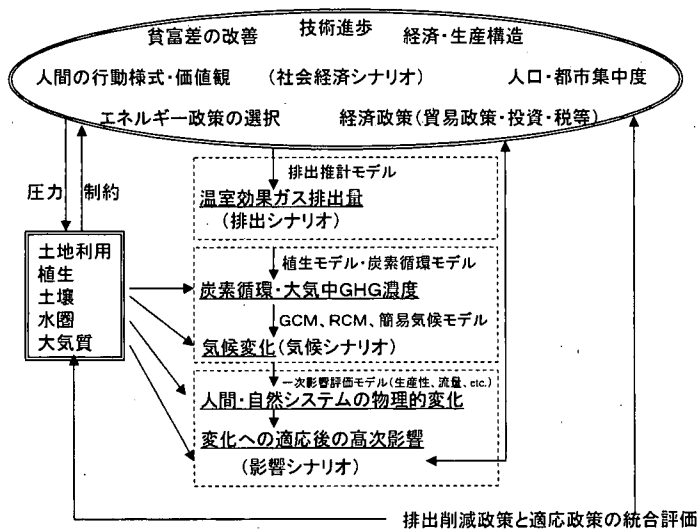 貧富差の改善 技術進歩 経済・生産構造
人間の行動様式・価値観 (社会経済シナリオ) 人口・都市集中度
エネルギー政策の選択 経済政策(貿易政策・投資・税等)
圧力 制約
排出推計モデル
温室効果ガス排出量
(排出シナリオ)
土地利用
植生
土壌
水圏
大気質
植生モデル・炭素循環モデル
炭素循環・大気中GHG濃度
GCM、RCM、簡易気候モデル
気候変化(気候シナリオ)
一次影響評価モデル(生産性、流量、etc.)
人間・自然システムの物理的変化
変化への適応後の高次影響
(影響シナリオ)
排出削減政策と適応政策の統合評価